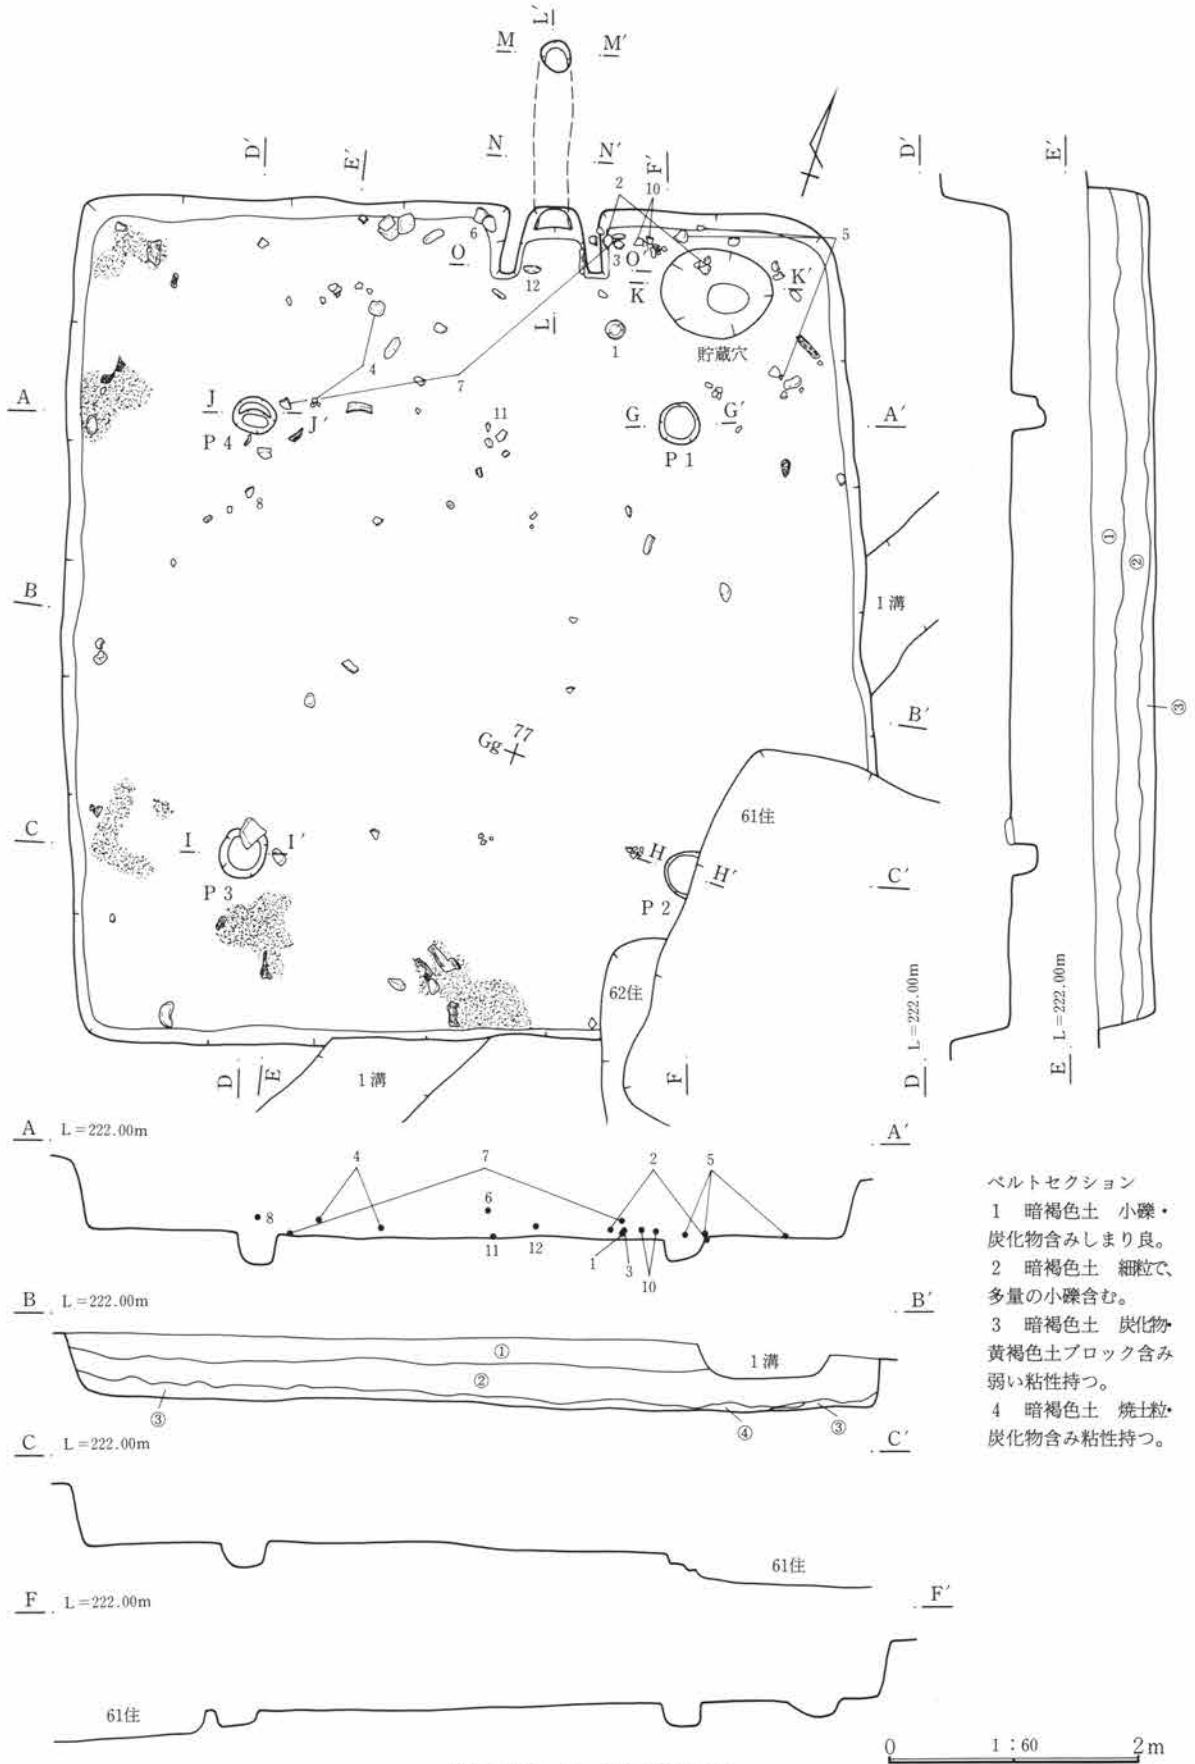 L′
M M′
D′ E′ N N′ F′ D′ E′
2 10
6 5
O 3 O′
12 K K′
L
1 貯蔵穴
4
7
A J J′ 11 G G′ A′
P 4 P 1
8
①
②
B 1溝
③
B′
Gg 77
61住
C I I′ H H′ C′
P 3 P 2
62住
D E 1溝 F D L=222.00m E L=222.00m
A L=222.00m A′
4 7 2 5
8 6
11 12 1 3 10
B L=222.00m B′
① 1溝
②
③ ④ ③
C L=222.00m C′
61住
F L=222.00m F′
61住
ベルトセクション
1 暗褐色土 小礫・
炭化物含みしまり良。
2 暗褐色土 細粒で、
多量の小礫含む。
3 暗褐色土 炭化物・
黄褐色土ブロック含み
弱い粘性持つ。
4 暗褐色土 焼土粒・
炭化物含み粘性持つ。
0 1:60 2m